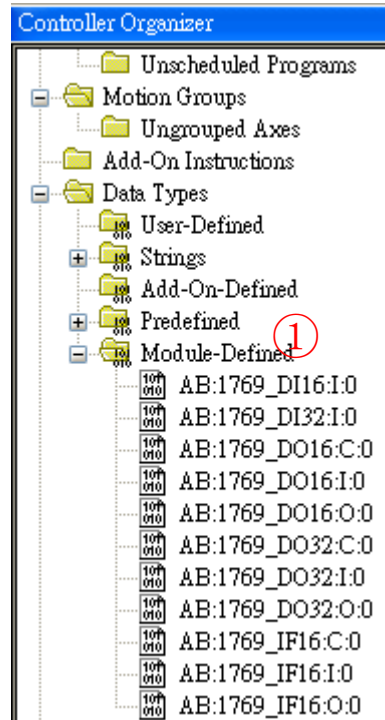 Controller Organizer
Unscheduled Programs
Motion Groups
Ungrouped Axes
Add-On Instructions
Data Types
User-Defined
Strings
Add-On-Defined
Predefined
①
Module-Defined
AB:1769_DI16:I:0
AB:1769_DI32:I:0
AB:1769_DO16:C:0
AB:1769_DO16:I:0
AB:1769_DO16:O:0
AB:1769_DO32:C:0
AB:1769_DO32:I:0
AB:1769_DO32:O:0
AB:1769_IF16:C:0
AB:1769_IF16:I:0
AB:1769_IF16:O:0